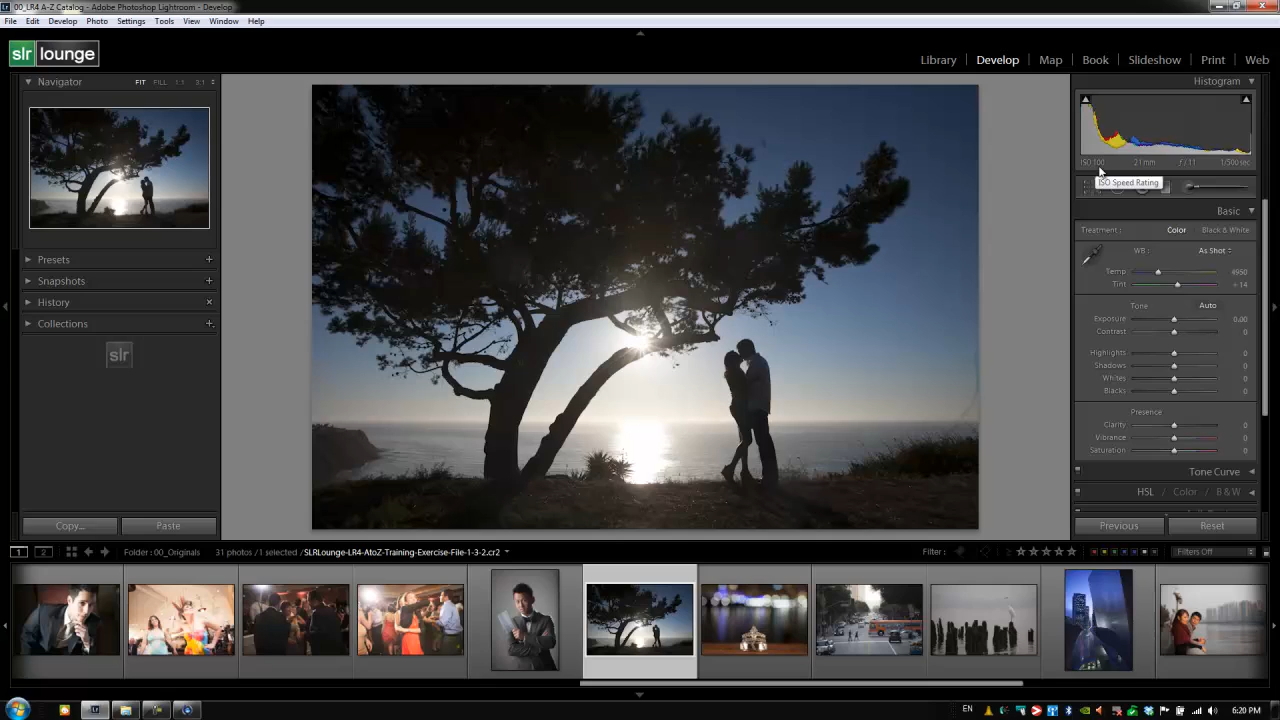 00_LR4 A-Z Catalog - Adobe Photoshop Lightroom - Develop
File Edit Develop Photo Settings Tools View Window Help
slr lounge
Library Develop Map Book Slideshow Print Web
Navigator FIT FILL 1:1 3:1
Histogram
ISO 100 21 mm f / 11 1/500 sec
ISO Speed Rating
Basic
Treatment : Color Black & White
WB : As Shot
Temp 4950
Tint + 14
Tone Auto
Exposure 0.00
Contrast 0
Highlights 0
Shadows 0
Whites 0
Blacks 0
Presence
Clarity 0
Vibrance 0
Saturation 0
Tone Curve
HSL / Color / B & W
Previous Reset
Presets
Snapshots
History
Collections
slr
Copy... Paste
1 2 Folder : 00_Originals 31 photos /1 selected /SLRLounge-LR4-AtoZ-Training-Exercise-File-1-3-2.cr2 Filter : Filters Off
EN 6:20 PM